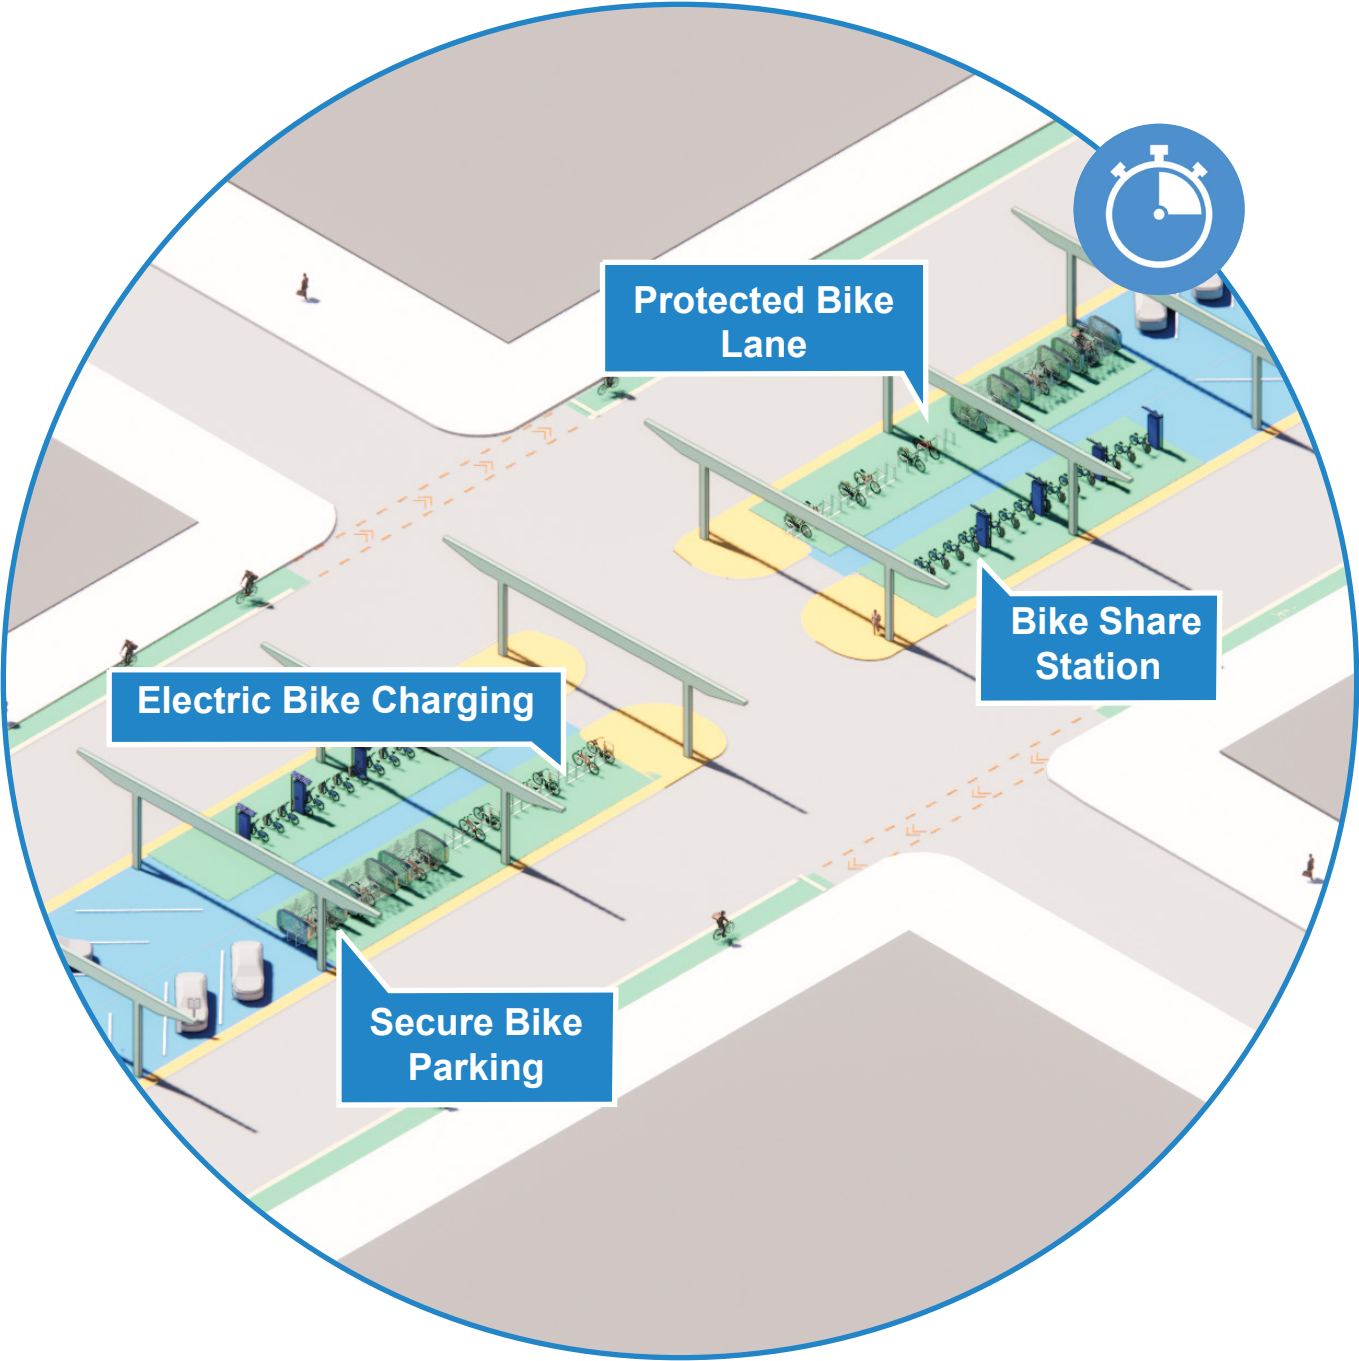 Protected Bike
Lane
Bike Share
Station
Electric Bike Charging
Secure Bike
Parking